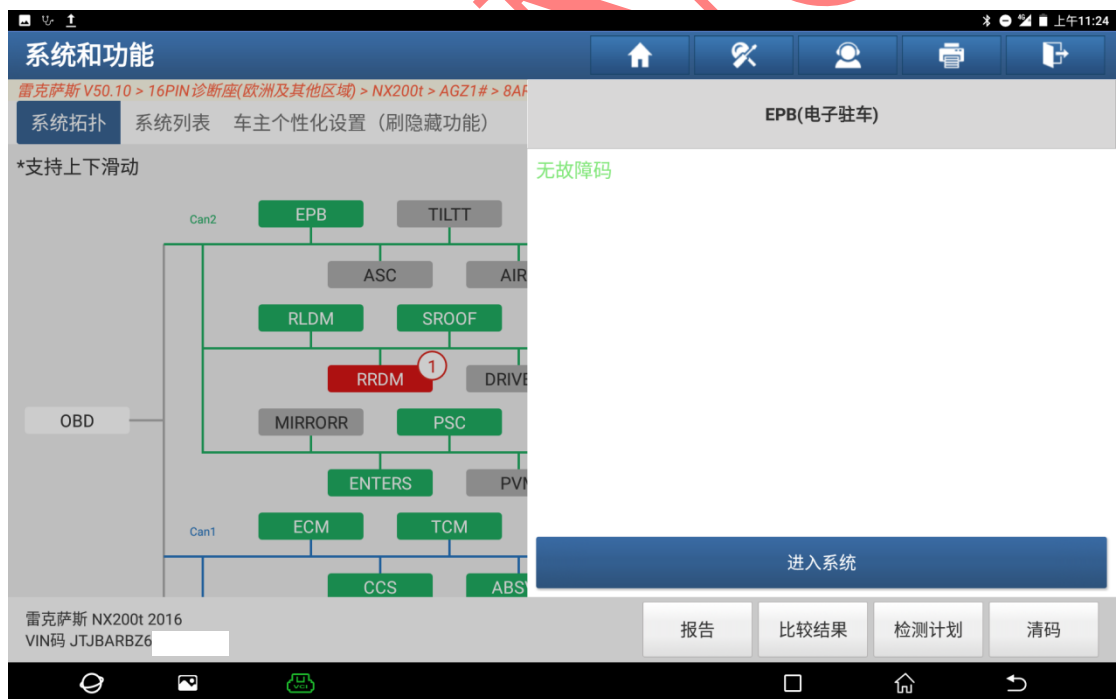 上午11:24
系统和功能
雷克萨斯 V50.10 > 16PIN诊断座(欧洲及其他区域) > NX200t > AGZ1# > 8AF
系统拓扑 系统列表 车主个性化设置（刷隐藏功能）
*支持上下滑动
Can2
EPB TILTT
ASC AIR
RLDM SROOF
1
RRDM DRIVE
OBD
MIRRORR PSC
ENTERS PVM
Can1
ECM TCM
CCS ABS
EPB(电子驻车)
无故障码
进入系统
雷克萨斯 NX200t 2016
VIN码 JTJBARBZ6
报告 比较结果 检测计划 清码
VCI